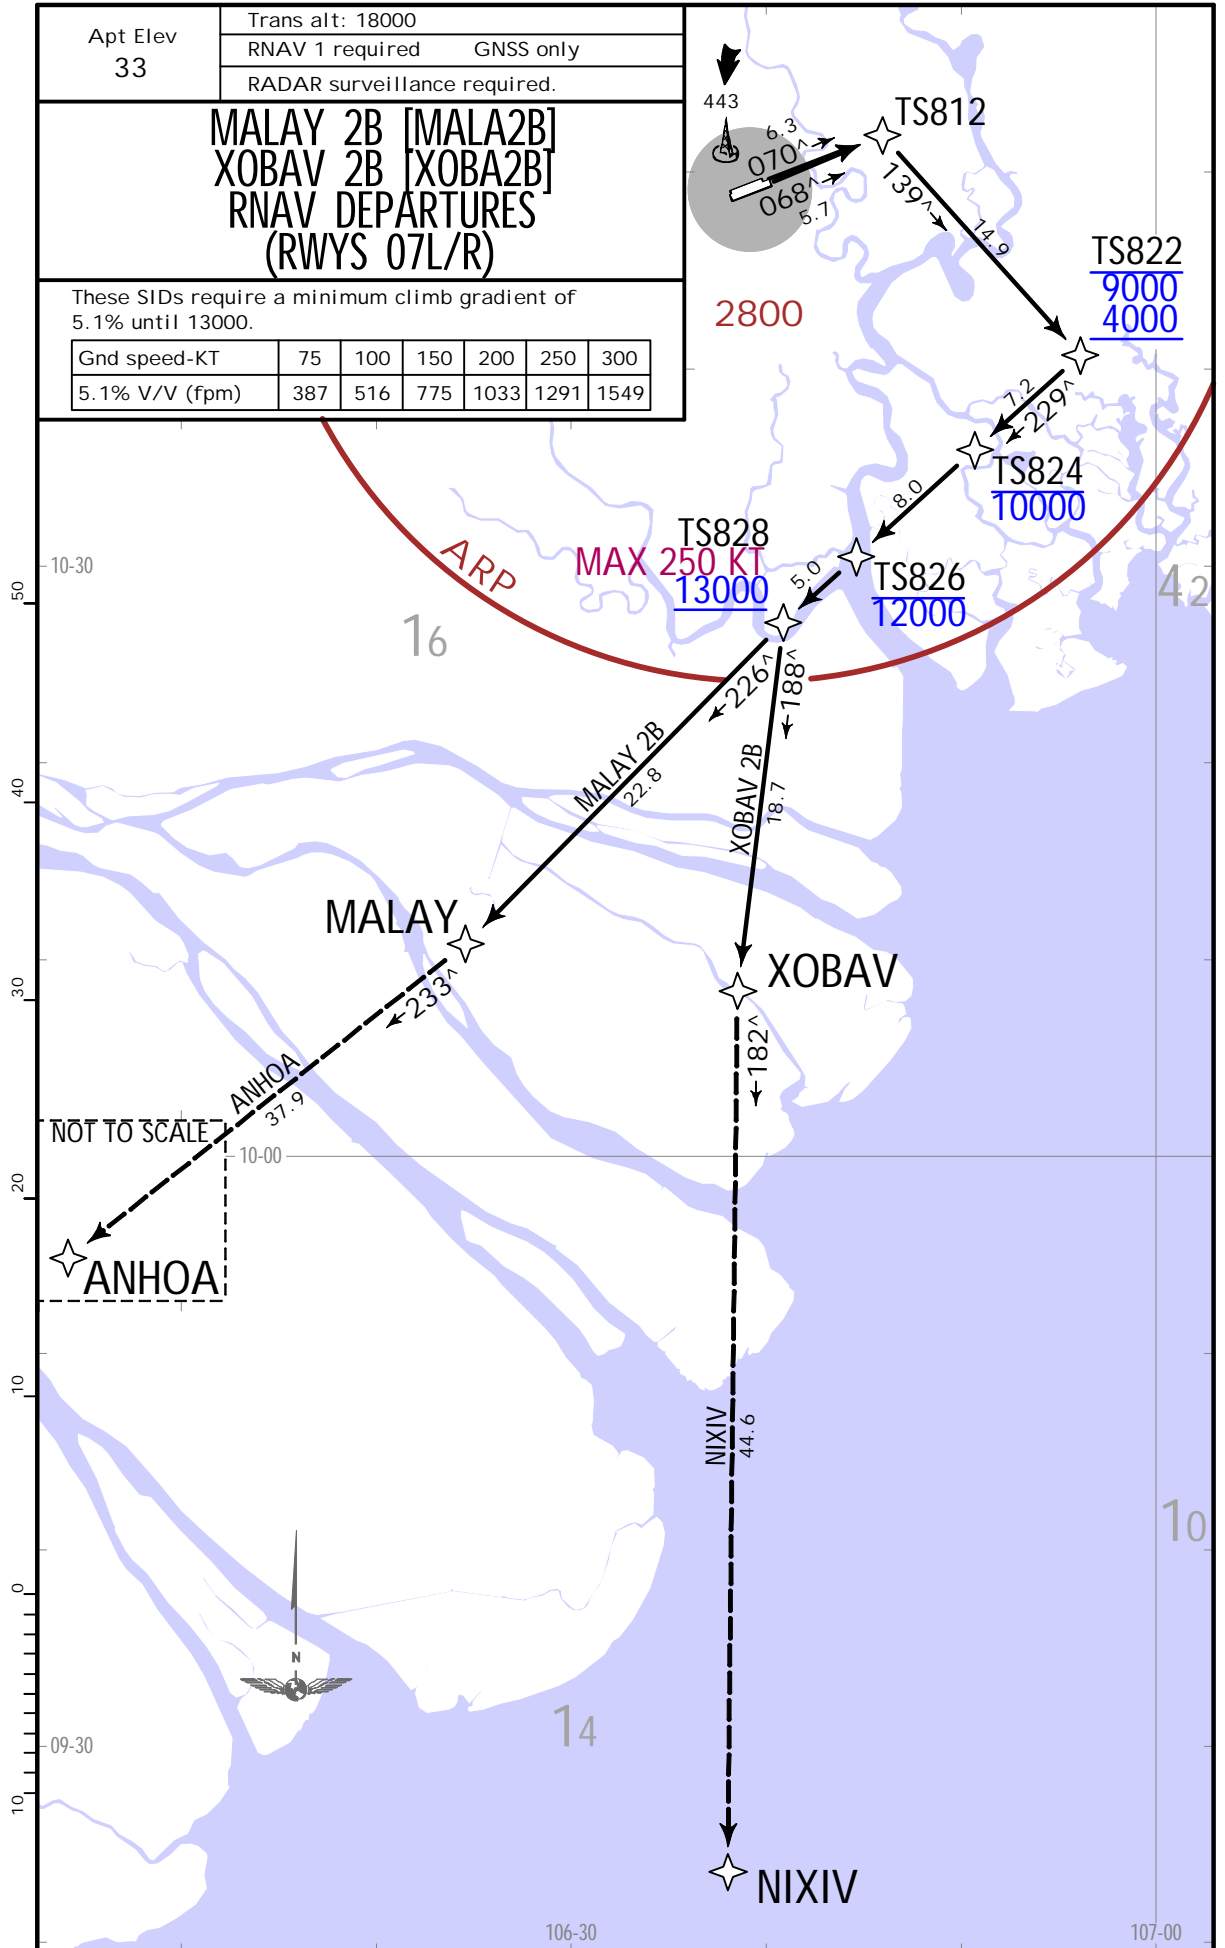 Apt Elev
33
Trans alt: 18000
RNAV 1 required GNSS only
RADAR surveillance required.
MALAY 2B [MALA2B]
XOBAV 2B [XOBA2B]
RNAV DEPARTURES
(RWYS 07L/R)
These SIDs require a minimum climb gradient of
5.1% until 13000.
Gnd speed-KT 75 100 150 200 250 300
5.1% V/V (fpm) 387 516 775 1033 1291 1549
443
6.3
070^
068^
5.7
TS812
139^
14.9
TS822
9000
4000
2800
7.2
229^
TS824
10000
8.0
TS828
MAX 250 KT
13000
5.0
TS826
12000
ARP
10-30
16
42
226^
188^
MALAY 2B
22.8
XOBAV 2B
18.7
MALAY
XOBAV
233^
182^
ANHOA
37.9
NOT TO SCALE
10-00
ANHOA
NIXIV
44.6
10
N
14
09-30
NIXIV
106-30
107-00
50
40
30
20
10
0
10